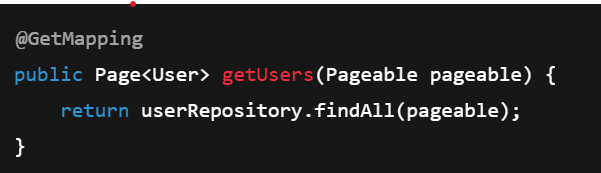 @GetMapping
public Page<User> getUsers(Pageable pageable) {
    return userRepository.findAll(pageable);
}